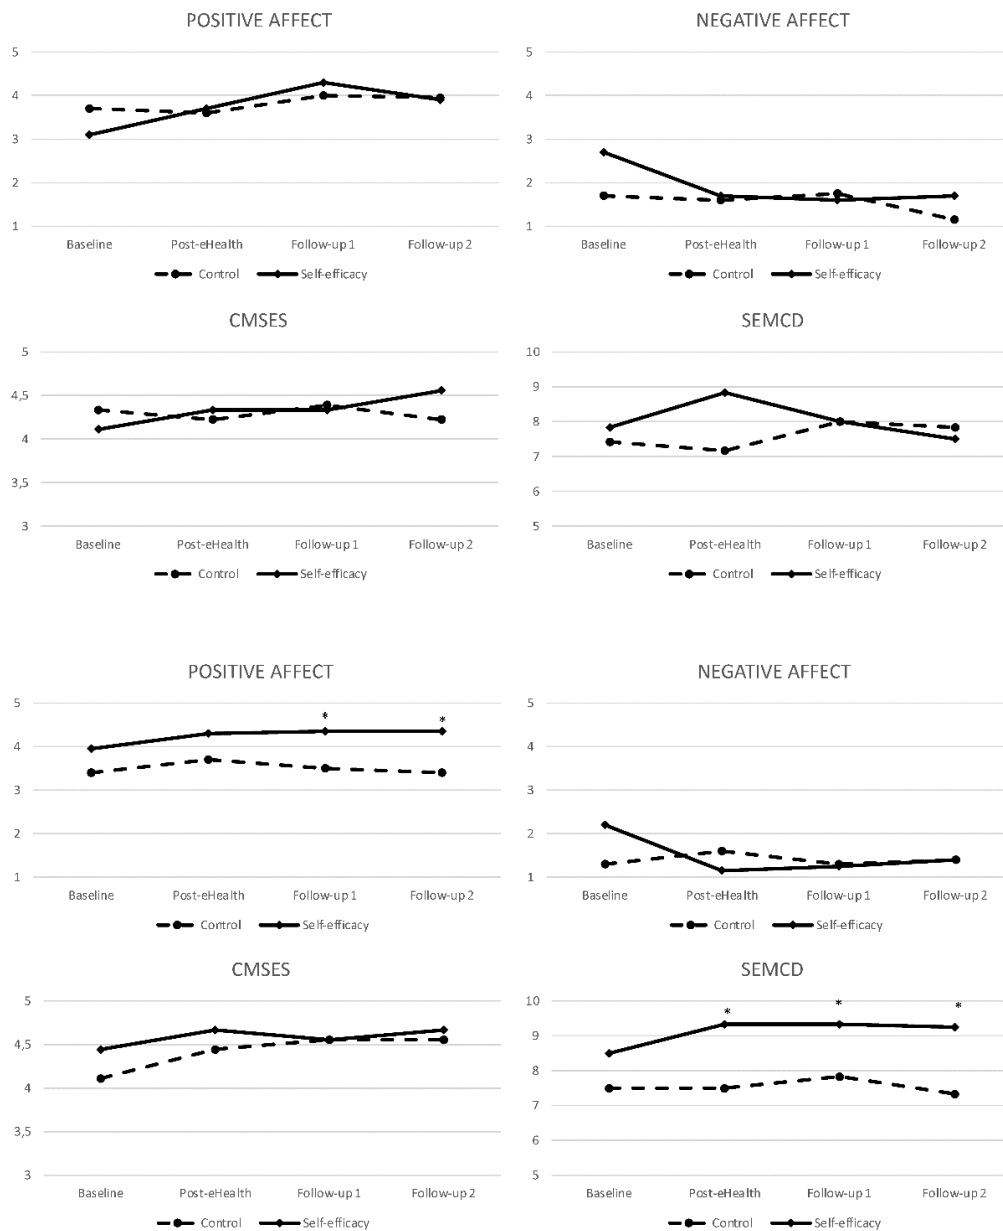 POSITIVE AFFECT
5
4
3
2
1
Baseline Post-eHealth Follow-up 1 Follow-up 2
Control Self-efficacy
NEGATIVE AFFECT
5
4
3
2
1
Baseline Post-eHealth Follow-up 1 Follow-up 2
Control Self-efficacy
CMSES
5
4,5
4
3,5
3
Baseline Post-eHealth Follow-up 1 Follow-up 2
Control Self-efficacy
SEMCD
10
9
8
7
6
5
Baseline Post-eHealth Follow-up 1 Follow-up 2
Control Self-efficacy
POSITIVE AFFECT
5
* *
4
3
2
1
Baseline Post-eHealth Follow-up 1 Follow-up 2
Control Self-efficacy
NEGATIVE AFFECT
5
4
3
2
1
Baseline Post-eHealth Follow-up 1 Follow-up 2
Control Self-efficacy
CMSES
5
4,5
4
3,5
3
Baseline Post-eHealth Follow-up 1 Follow-up 2
Control Self-efficacy
SEMCD
10
* * *
9
8
7
6
5
Baseline Post-eHealth Follow-up 1 Follow-up 2
Control Self-efficacy